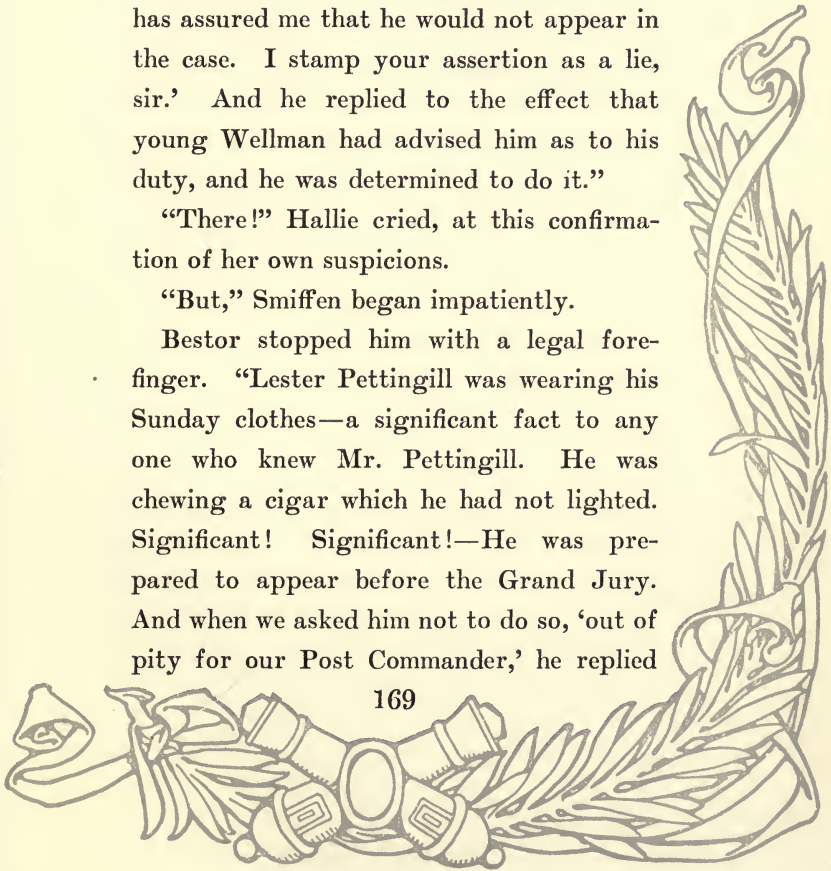 has assured me that he would not appear in
the case. I stamp your assertion as a lie,
sir.’ And he replied to the effect that
young Wellman had advised him as to his
duty, and he was determined to do it.”
“There!” Hallie cried, at this confirma-
tion of her own suspicions.
“But,” Smiffen began impatiently.
Bestor stopped him with a legal fore-
finger. “Lester Pettingill was wearing his
Sunday clothes—a significant fact to any
one who knew Mr. Pettingill. He was
chewing a cigar which he had not lighted.
Significant! Significant!—He was pre-
pared to appear before the Grand Jury.
And when we asked him not to do so, ‘out of
pity for our Post Commander,’ he replied
169